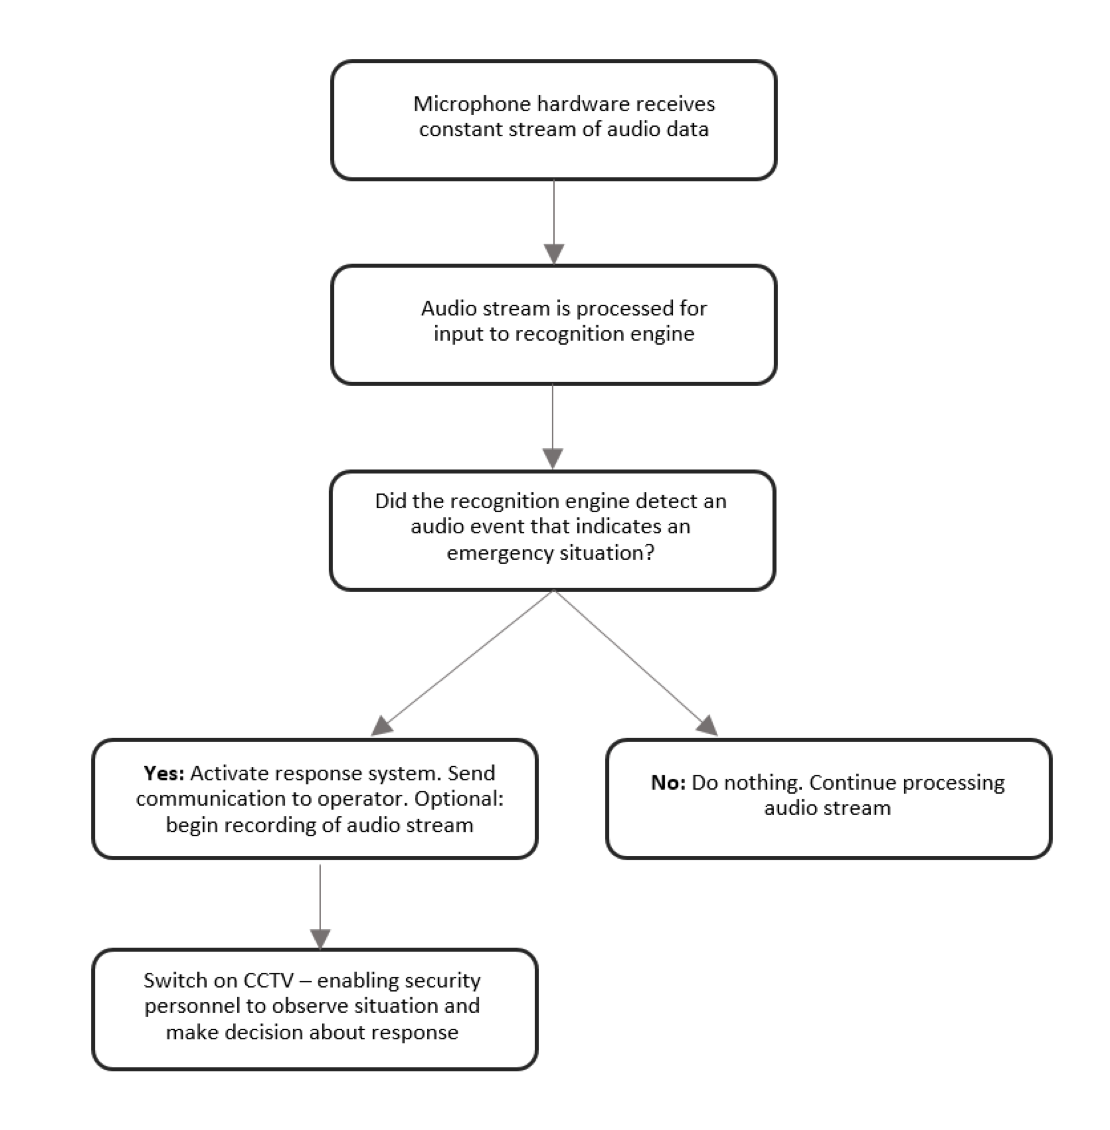 Microphone hardware receives
constant stream of audio data
Audio stream is processed for
input to recognition engine
Did the recognition engine detect an
audio event that indicates an
emergency situation?
Yes: Activate response system. Send
communication to operator. Optional:
begin recording of audio stream
No: Do nothing. Continue processing
audio stream
Switch on CCTV – enabling security
personnel to observe situation and
make decision about response